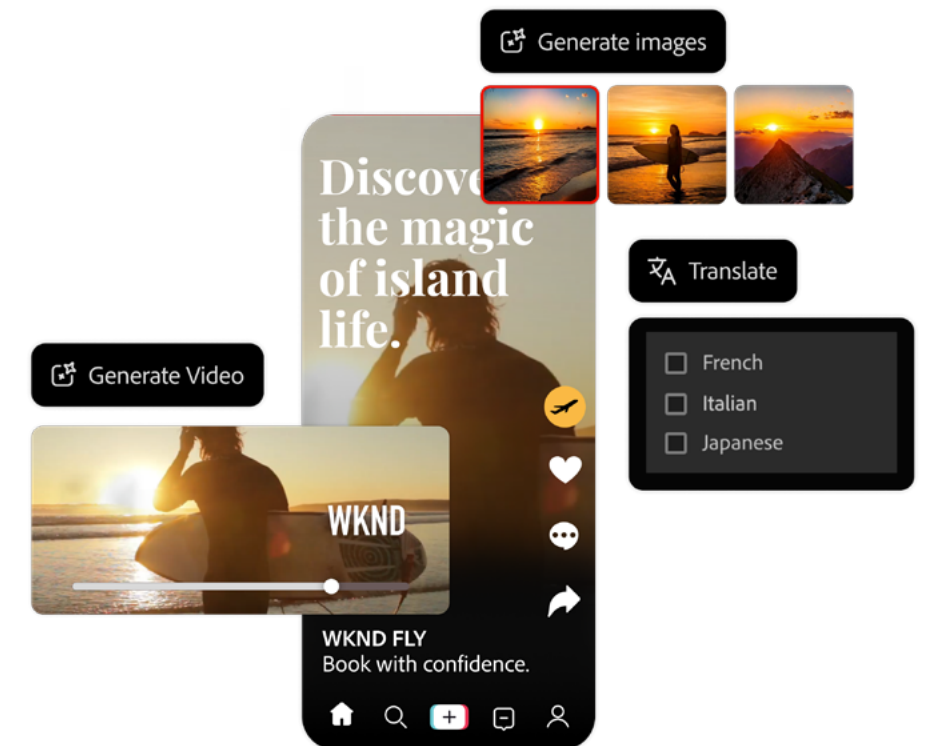 Generate images
Discove
the magic
of island
life.
Translate
French
Italian
Japanese
Generate Video
WKND
WKND FLY
Book with confidence.